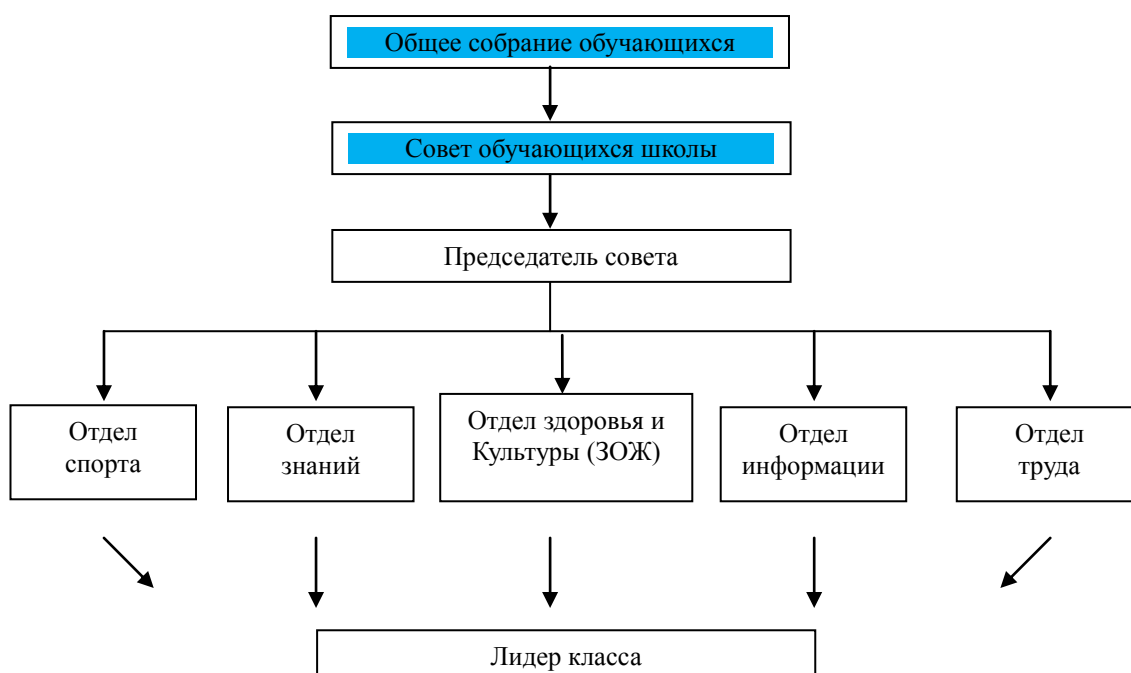 Общее собрание обучающихся
Совет обучающихся школы
Председатель совета
Отдел
спорта
Отдел
знаний
Отдел здоровья и
Культуры (ЗОЖ)
Отдел
информации
Отдел
труда
Лидер класса